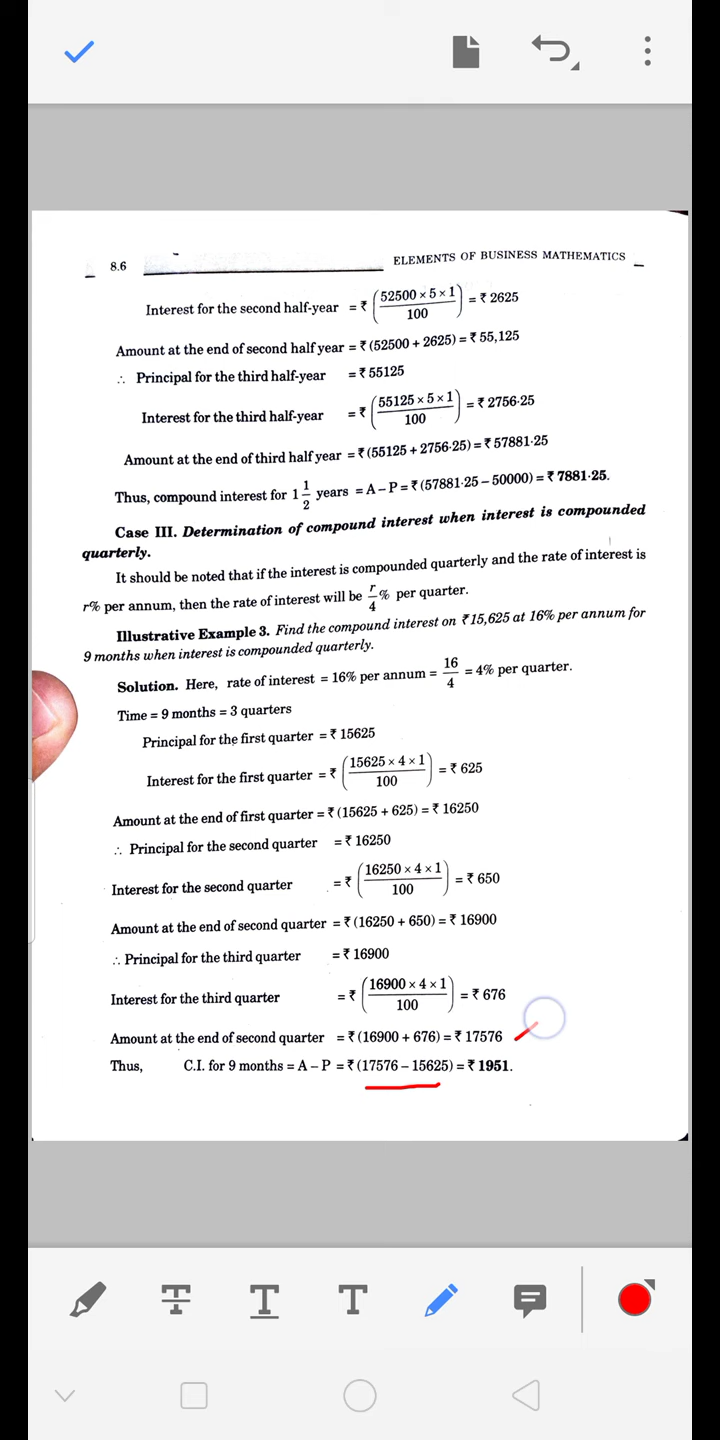 8.6 ELEMENTS OF BUSINESS MATHEMATICS
Interest for the second half-year = ₹ (52500 × 5 × 1 / 100) = ₹ 2625
Amount at the end of second half year = ₹ (52500 + 2625) = ₹ 55,125
∴ Principal for the third half-year = ₹ 55125
Interest for the third half-year = ₹ (55125 × 5 × 1 / 100) = ₹ 2756·25
Amount at the end of third half year = ₹ (55125 + 2756·25) = ₹ 57881·25
Thus, compound interest for 1 1/2 years = A – P = ₹ (57881·25 – 50000) = ₹ 7881·25.
Case III. Determination of compound interest when interest is compounded
quarterly.
It should be noted that if the interest is compounded quarterly and the rate of interest is
r% per annum, then the rate of interest will be r/4 % per quarter.
Illustrative Example 3. Find the compound interest on ₹15,625 at 16% per annum for
9 months when interest is compounded quarterly.
Solution. Here, rate of interest = 16% per annum = 16/4 = 4% per quarter.
Time = 9 months = 3 quarters
Principal for the first quarter = ₹ 15625
Interest for the first quarter = ₹ (15625 × 4 × 1 / 100) = ₹ 625
Amount at the end of first quarter = ₹ (15625 + 625) = ₹ 16250
∴ Principal for the second quarter = ₹ 16250
Interest for the second quarter = ₹ (16250 × 4 × 1 / 100) = ₹ 650
Amount at the end of second quarter = ₹ (16250 + 650) = ₹ 16900
∴ Principal for the third quarter = ₹ 16900
Interest for the third quarter = ₹ (16900 × 4 × 1 / 100) = ₹ 676
Amount at the end of second quarter = ₹ (16900 + 676) = ₹ 17576
Thus, C.I. for 9 months = A – P = ₹ (17576 – 15625) = ₹ 1951.
T T T